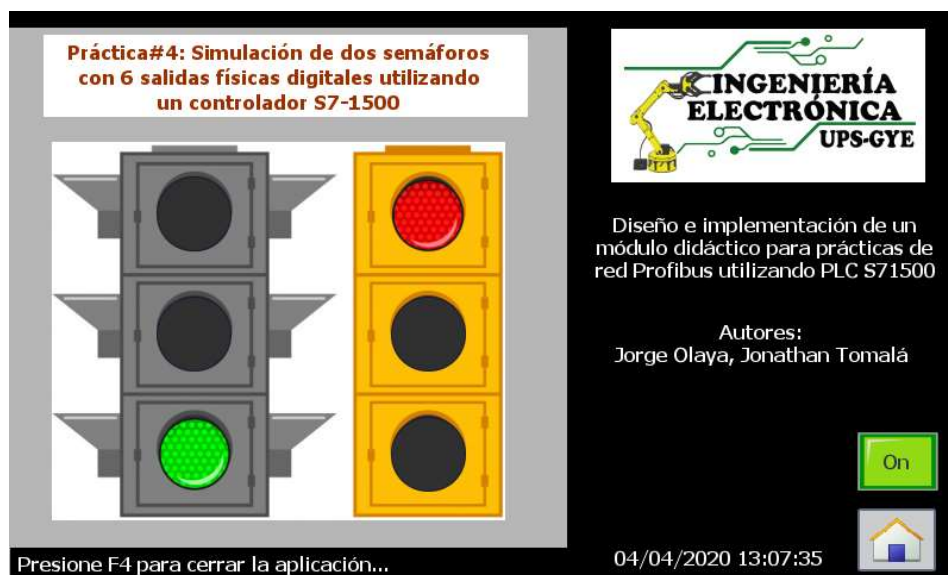 Práctica#4: Simulación de dos semáforos
con 6 salidas físicas digitales utilizando
un controlador S7-1500
INGENIERÍA
ELECTRÓNICA
UPS-GYE
Diseño e implementación de un
módulo didáctico para prácticas de
red Profibus utilizando PLC S71500
Autores:
Jorge Olaya, Jonathan Tomalá
On
Presione F4 para cerrar la aplicación...
04/04/2020 13:07:35